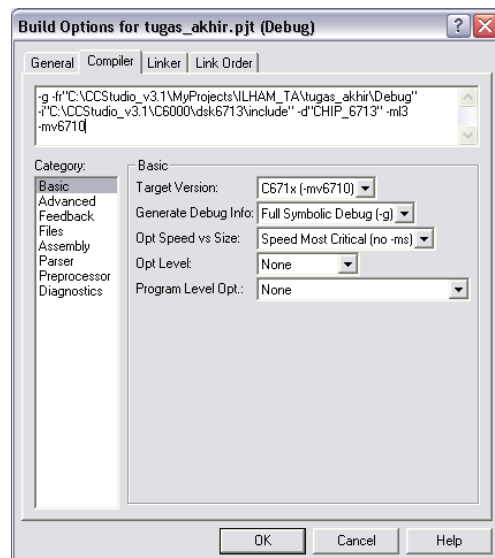 Build Options for tugas_akhir.pjt (Debug)
General Compiler Linker Link Order
-g -fr"C:\CCStudio_v3.1\MyProjects\ILHAM_TA\tugas_akhir\Debug"
-i"C:\CCStudio_v3.1\C6000\dsk6713\include" -d"CHIP_6713" -ml3
-mv6710
Category:
Basic
Advanced
Feedback
Files
Assembly
Parser
Preprocessor
Diagnostics
Basic
Target Version: C671x (-mv6710)
Generate Debug Info: Full Symbolic Debug (-g)
Opt Speed vs Size: Speed Most Critical (no -ms)
Opt Level: None
Program Level Opt.: None
OK Cancel Help